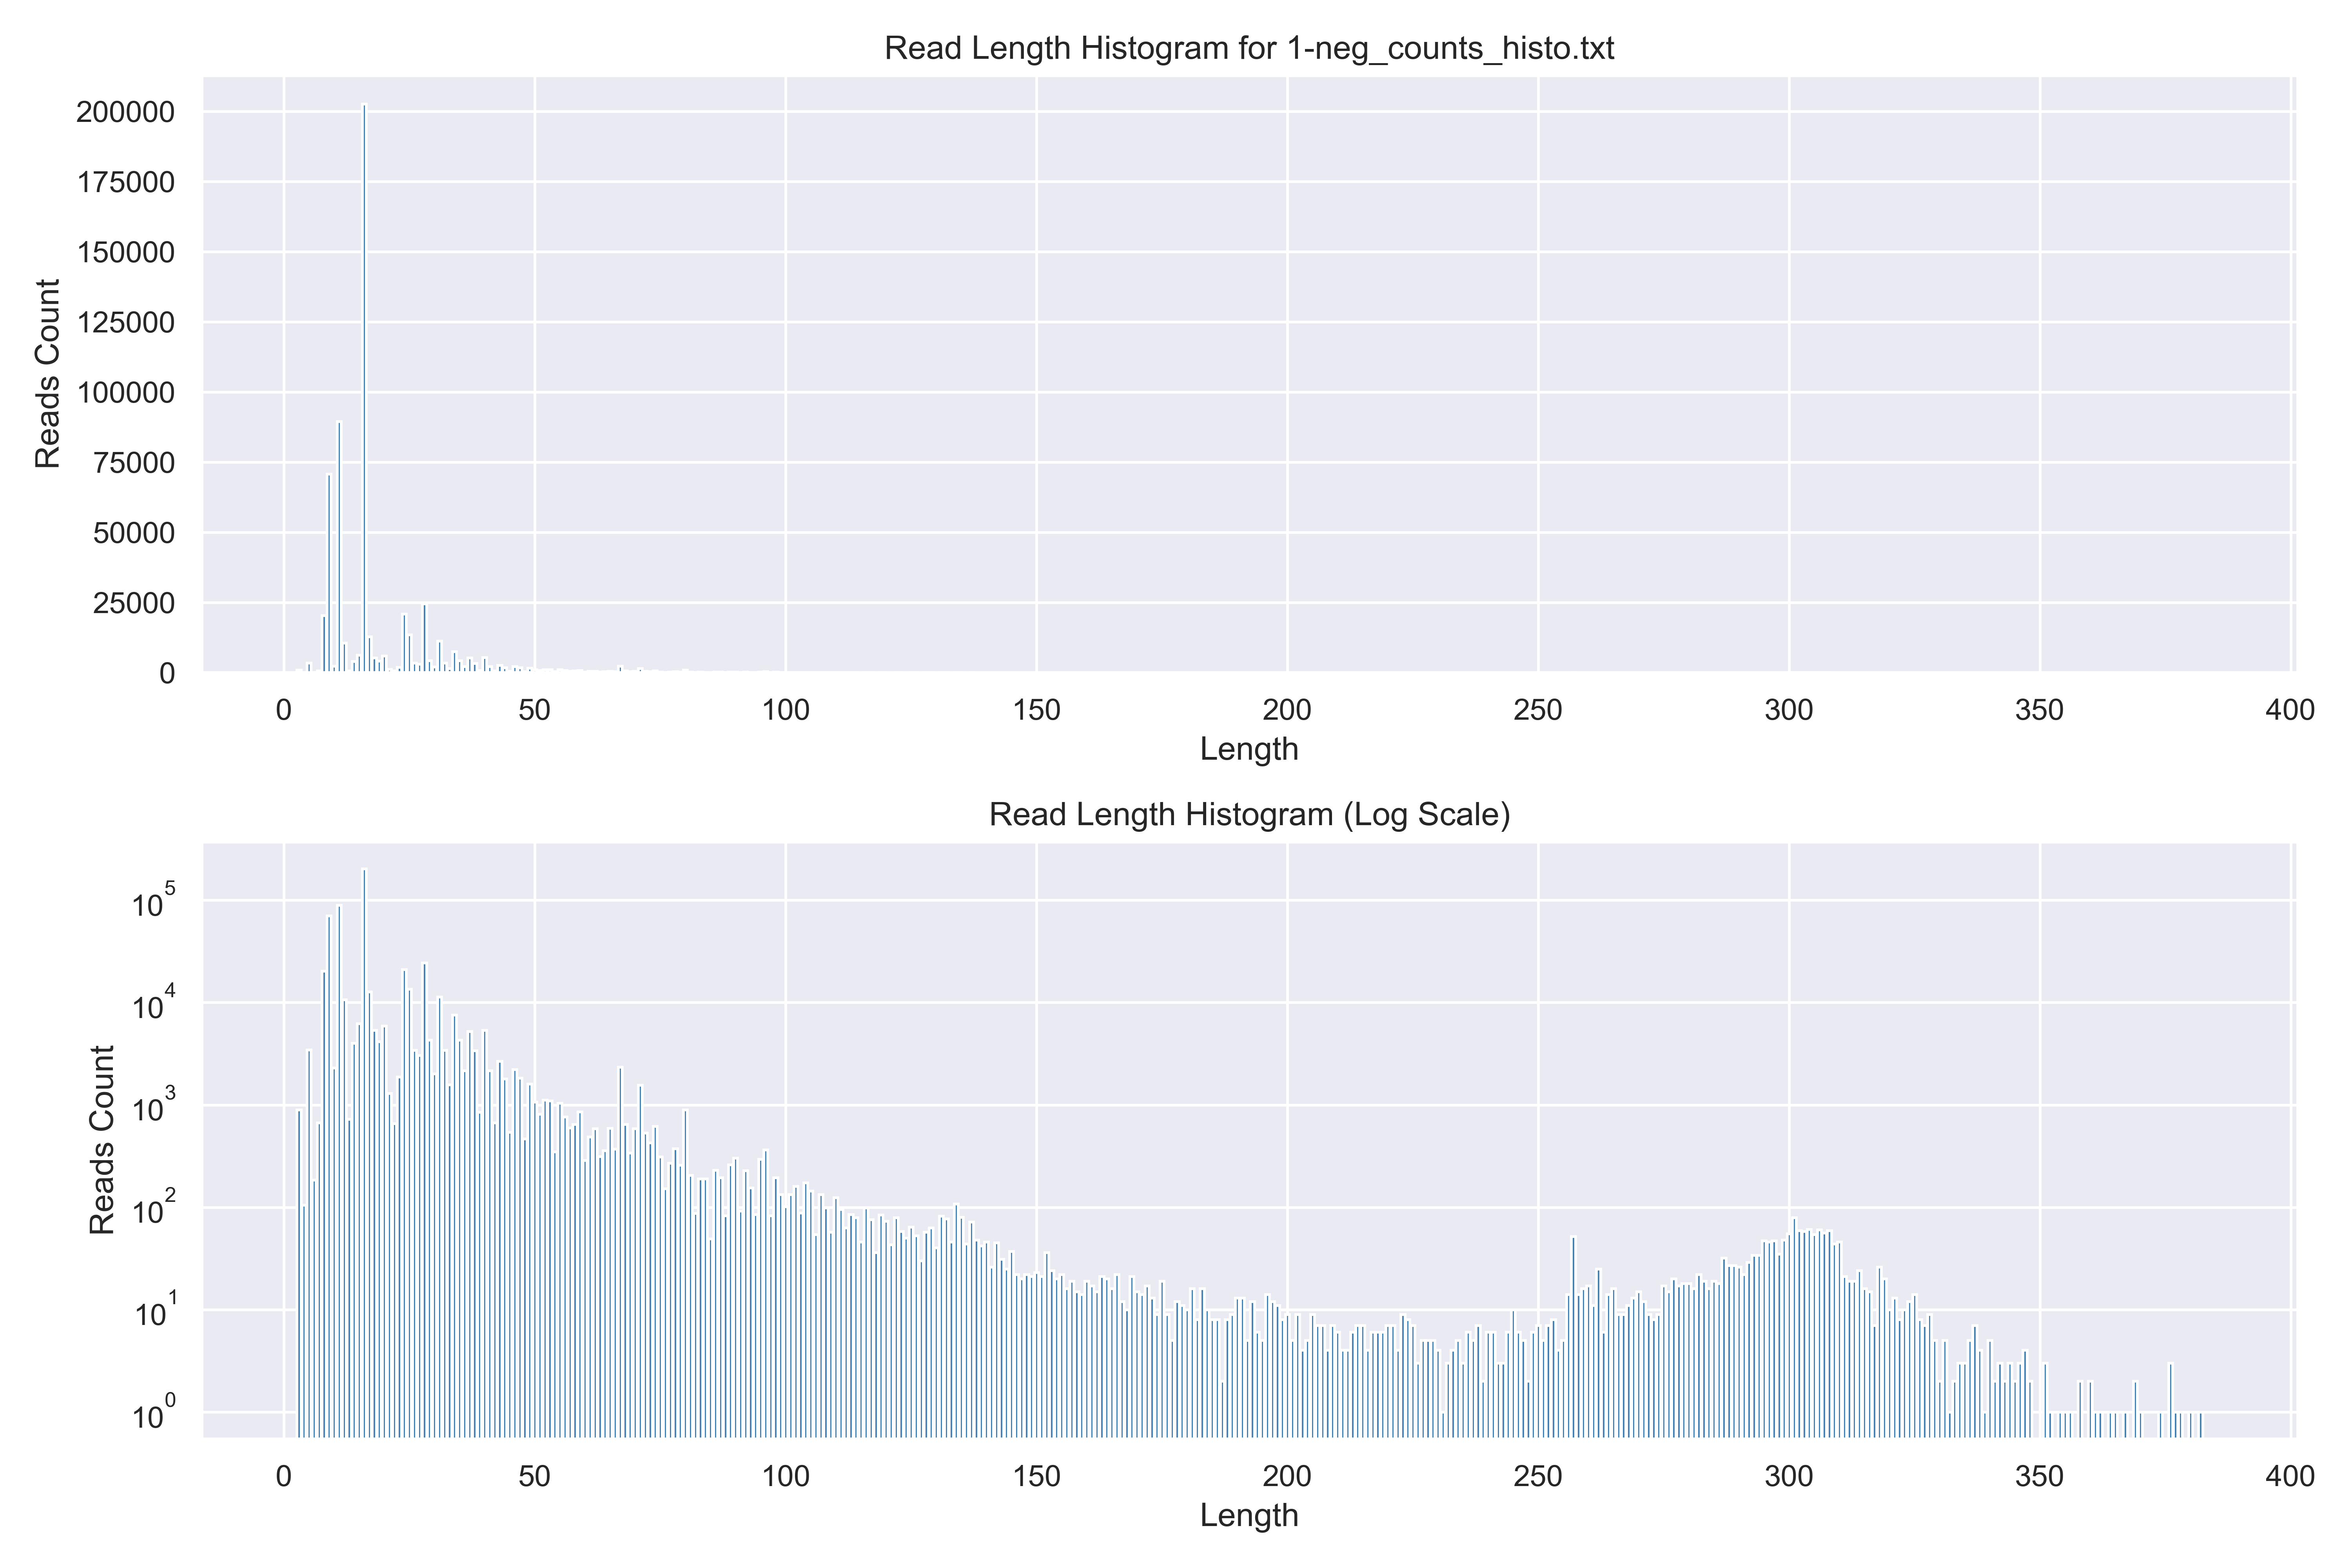 Read Length Histogram for 1-neg_counts_histo.txt
200000
175000
150000
125000
100000
75000
50000
25000
0
Reads Count
0 50 100 150 200 250 300 350 400
Length
Read Length Histogram (Log Scale)
10^5
10^4
10^3
10^2
10^1
10^0
Reads Count
0 50 100 150 200 250 300 350 400
Length